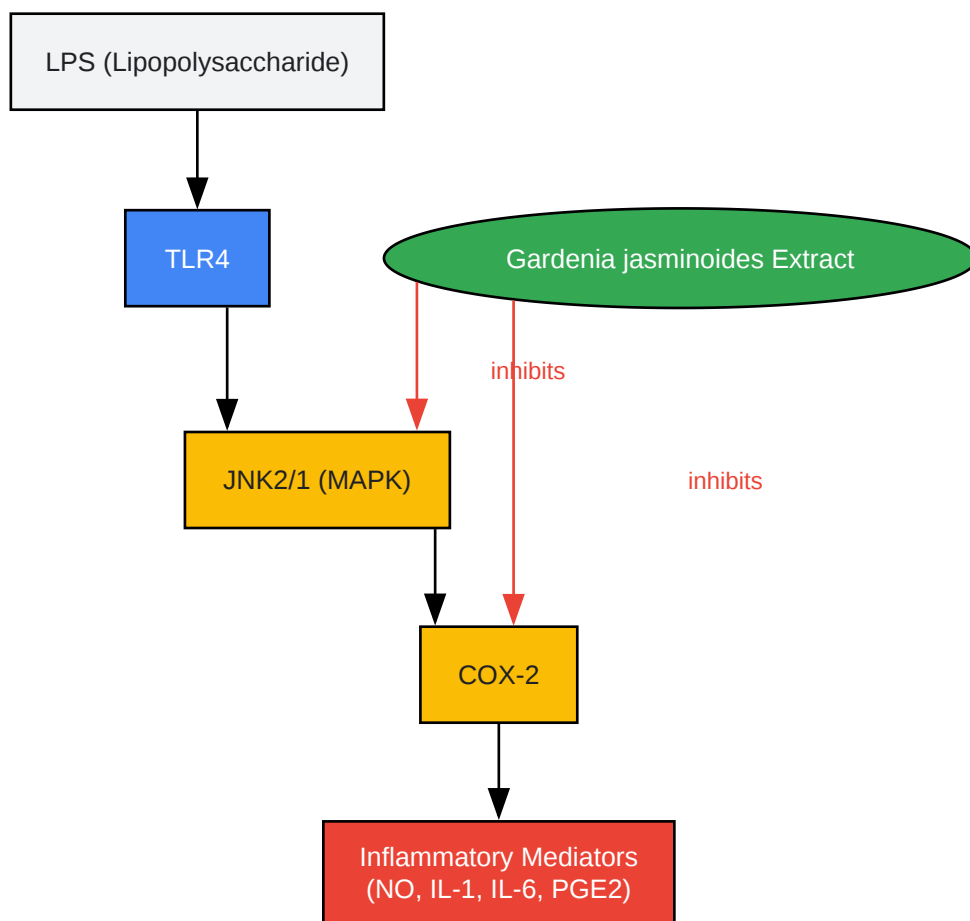 LPS (Lipopolysaccharide)
TLR4
Gardenia jasminoides Extract
inhibits
JNK2/1 (MAPK)
inhibits
COX-2
Inflammatory Mediators
(NO, IL-1, IL-6, PGE2)